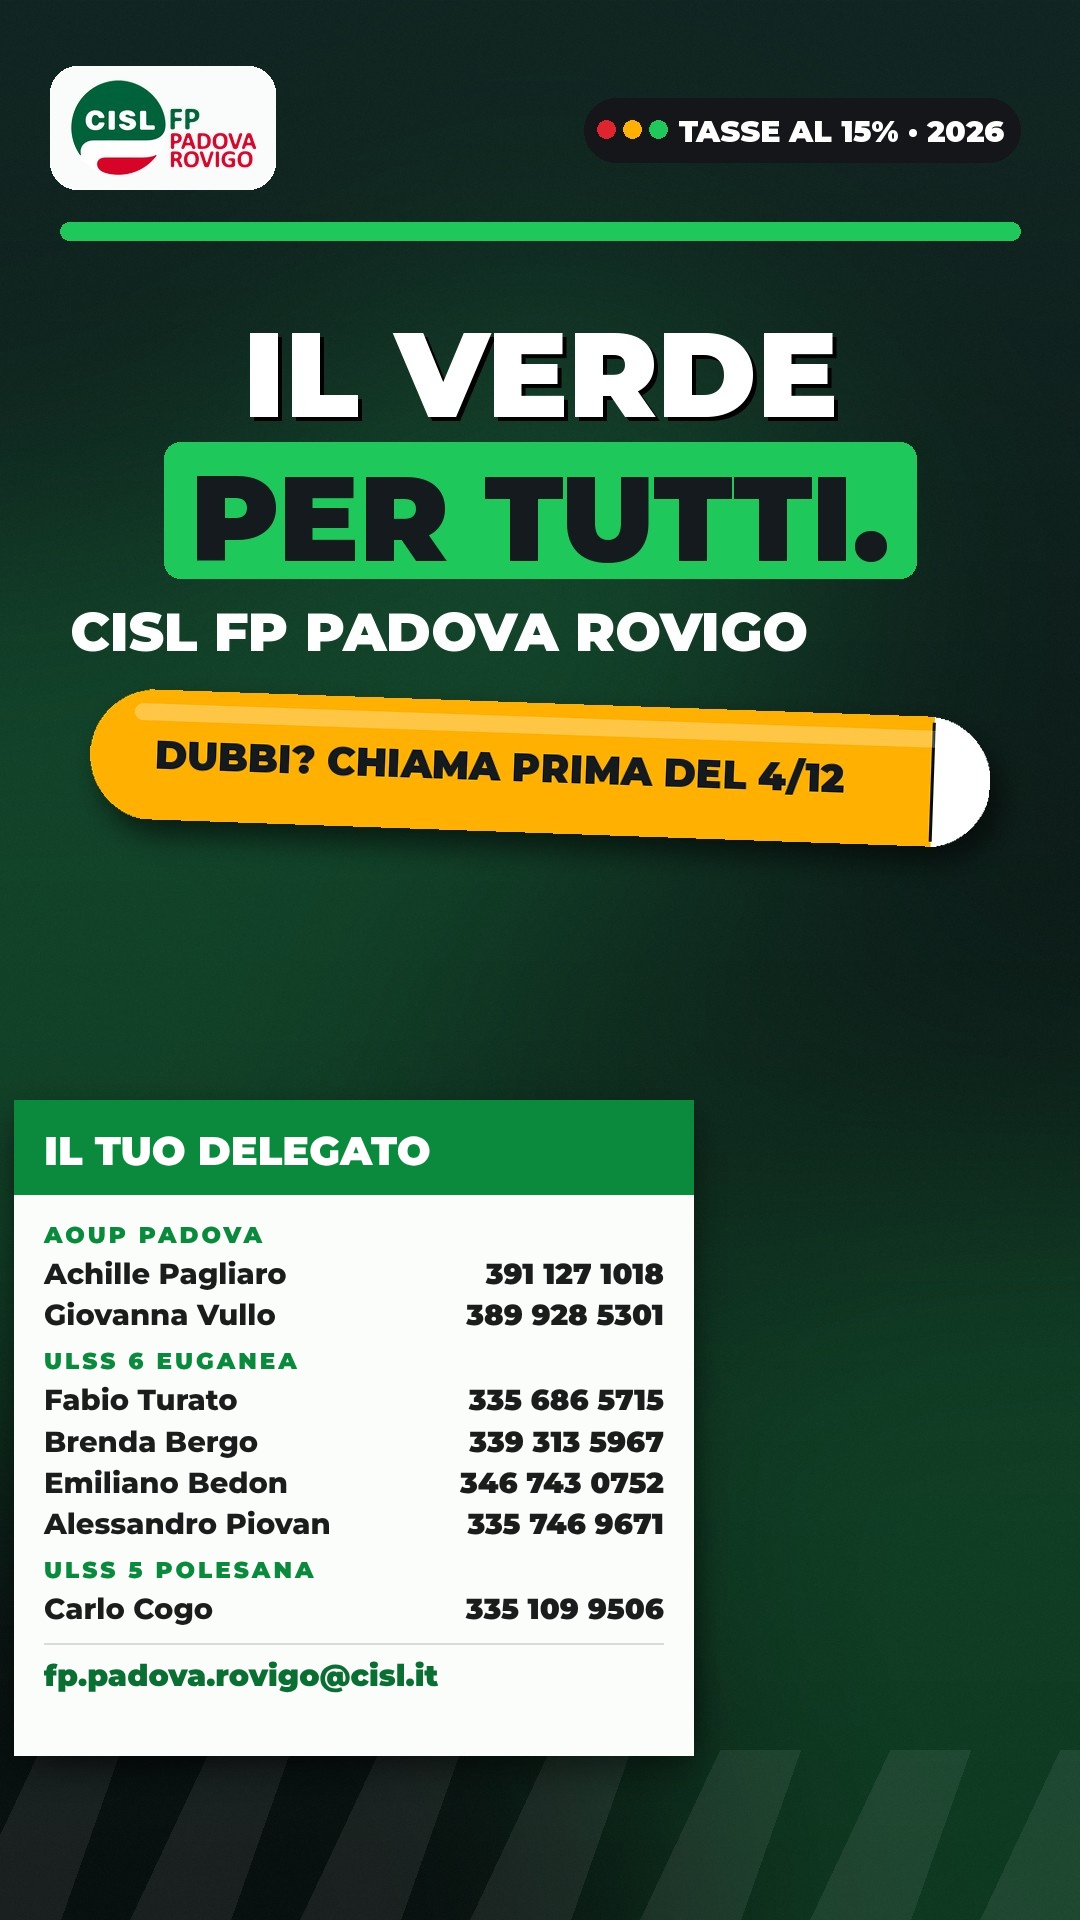 CISL FP
PADOVA
ROVIGO
TASSE AL 15% • 2026
IL VERDE
PER TUTTI.
CISL FP PADOVA ROVIGO
DUBBI? CHIAMA PRIMA DEL 4/12
IL TUO DELEGATO
AOUP PADOVA
Achille Pagliaro 391 127 1018
Giovanna Vullo 389 928 5301
ULSS 6 EUGANEA
Fabio Turato 335 686 5715
Brenda Bergo 339 313 5967
Emiliano Bedon 346 743 0752
Alessandro Piovan 335 746 9671
ULSS 5 POLESANA
Carlo Cogo 335 109 9506
fp.padova.rovigo@cisl.it